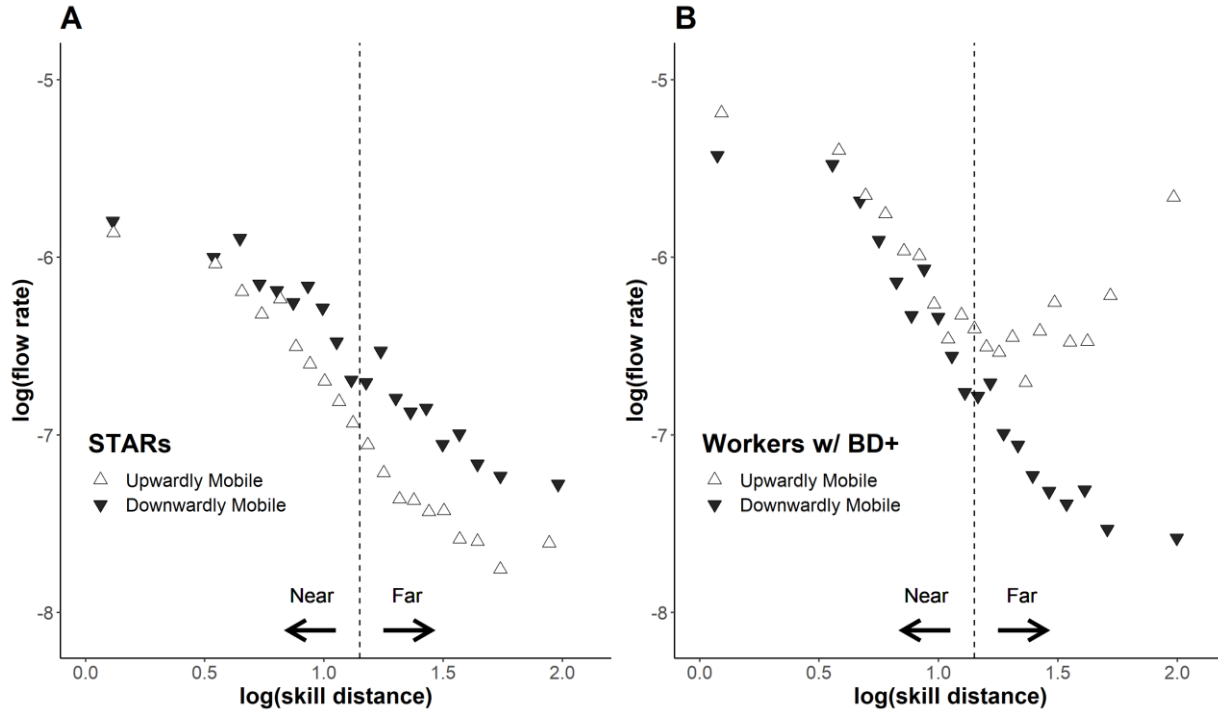 A
-5
-6
-7
-8
log(flow rate)
STARs
Upwardly Mobile
Downwardly Mobile
Near
Far
0.0
0.5
1.0
1.5
2.0
log(skill distance)
B
-5
-6
-7
-8
log(flow rate)
Workers w/ BD+
Upwardly Mobile
Downwardly Mobile
Near
Far
0.0
0.5
1.0
1.5
2.0
log(skill distance)